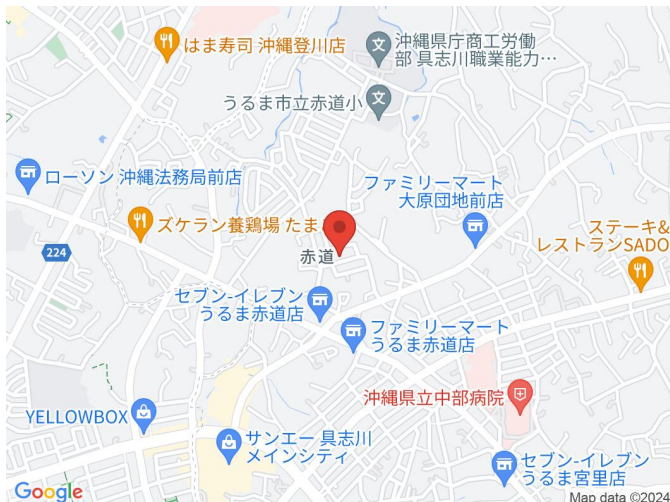 はま寿司 沖縄登川店
沖縄県庁商工労働
部 具志川職業能力…
うるま市立赤道小
ローソン 沖縄法務局前店
ファミリーマート
大原団地前店
ズケラン養鶏場 たま
224
赤道
ステーキ&
レストランSADO
セブン-イレブン
うるま赤道店
ファミリーマート
うるま赤道店
沖縄県立中部病院
YELLOWBOX
サンエー 具志川
メインシティ
セブン-イレブン
うるま宮里店
Google
Map data ©2024